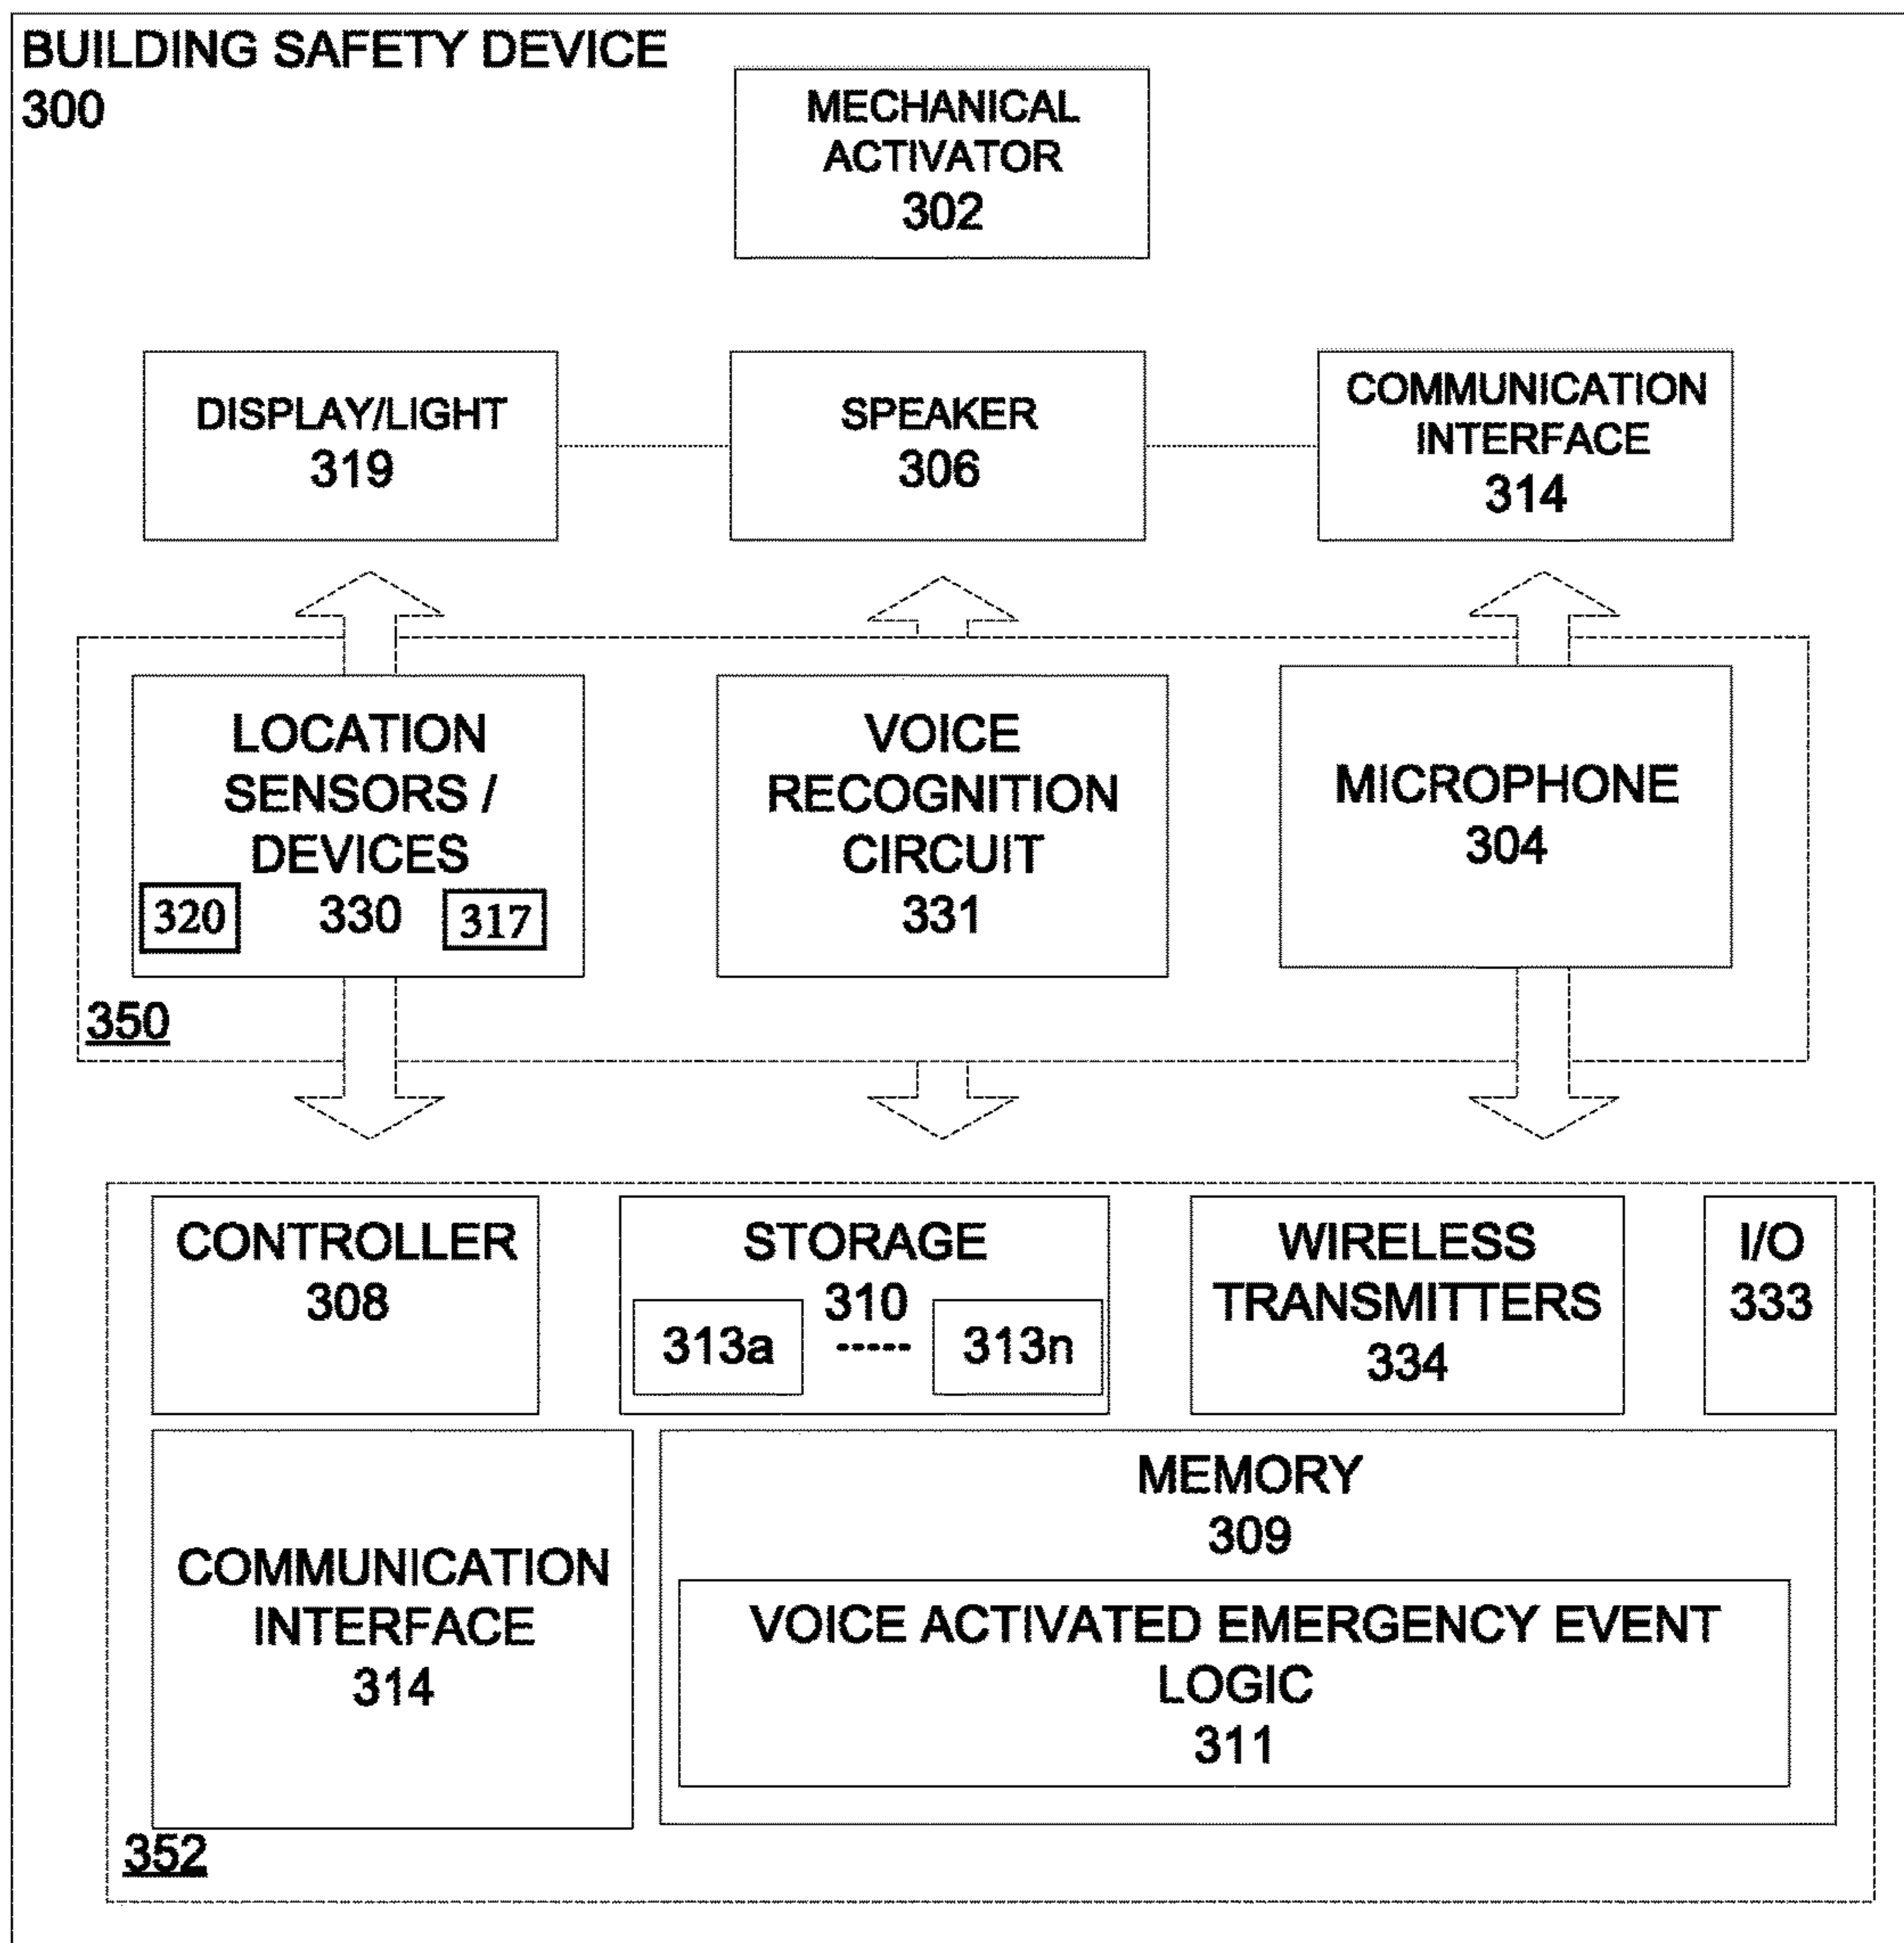 BUILDING SAFETY DEVICE
300
MECHANICAL
ACTIVATOR
302
DISPLAY/LIGHT
319
SPEAKER
306
COMMUNICATION
INTERFACE
314
LOCATION
SENSORS /
DEVICES
320 330 317
VOICE
RECOGNITION
CIRCUIT
331
MICROPHONE
304
350
CONTROLLER
308
STORAGE
310
313a ----- 313n
WIRELESS
TRANSMITTERS
334
I/O
333
COMMUNICATION
INTERFACE
314
MEMORY
309
VOICE ACTIVATED EMERGENCY EVENT
LOGIC
311
352